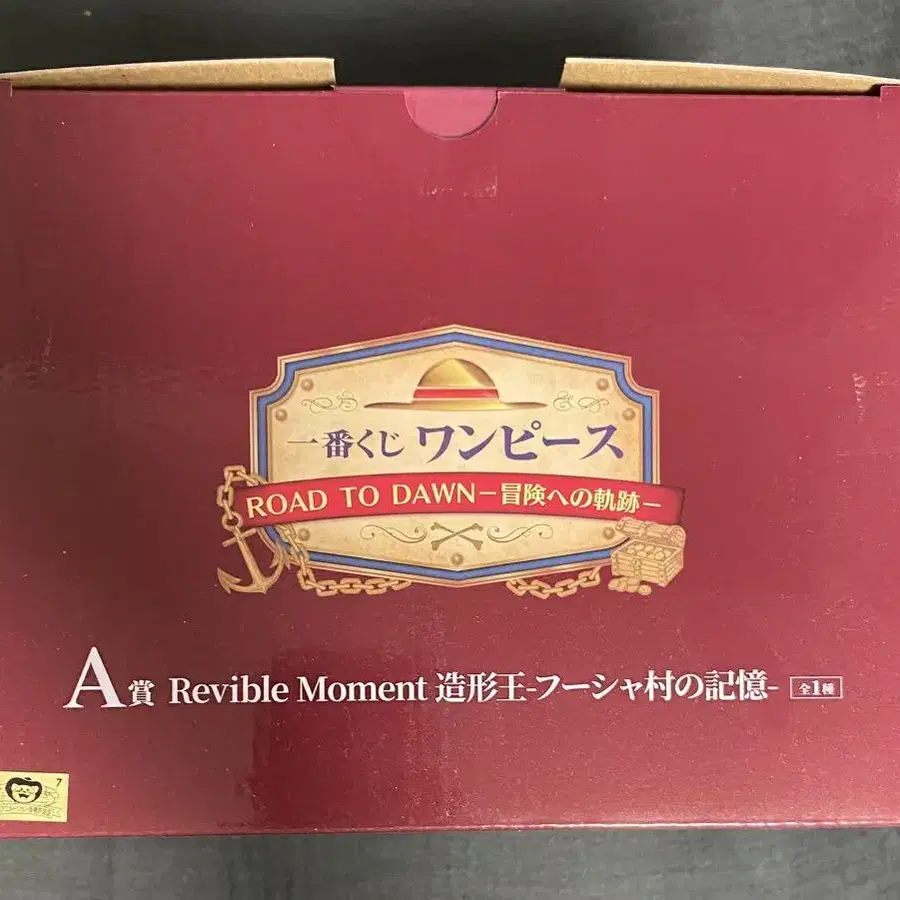 一番くじ ワンピース
ROAD TO DAWN－冒険への軌跡－
A賞 Revible Moment 造形王-フーシャ村の記憶- 全1種
7